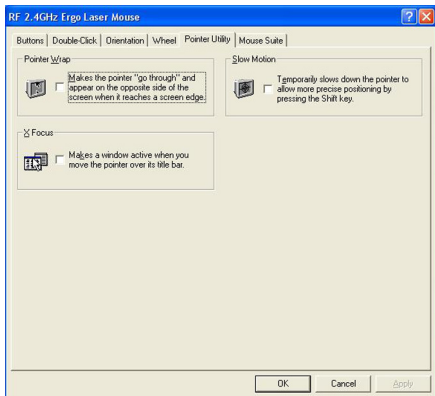 RF 2.4GHz Ergo Laser Mouse
Buttons Double-Click Orientation Wheel Pointer Utility Mouse Suite
Pointer Wrap
Makes the pointer "go through" and
appear on the opposite side of the
screen when it reaches a screen edge.
Slow Motion
Temporarily slows down the pointer to
allow more precise positioning by
pressing the Shift key.
X Focus
Makes a window active when you
move the pointer over its title bar.
OK Cancel Apply